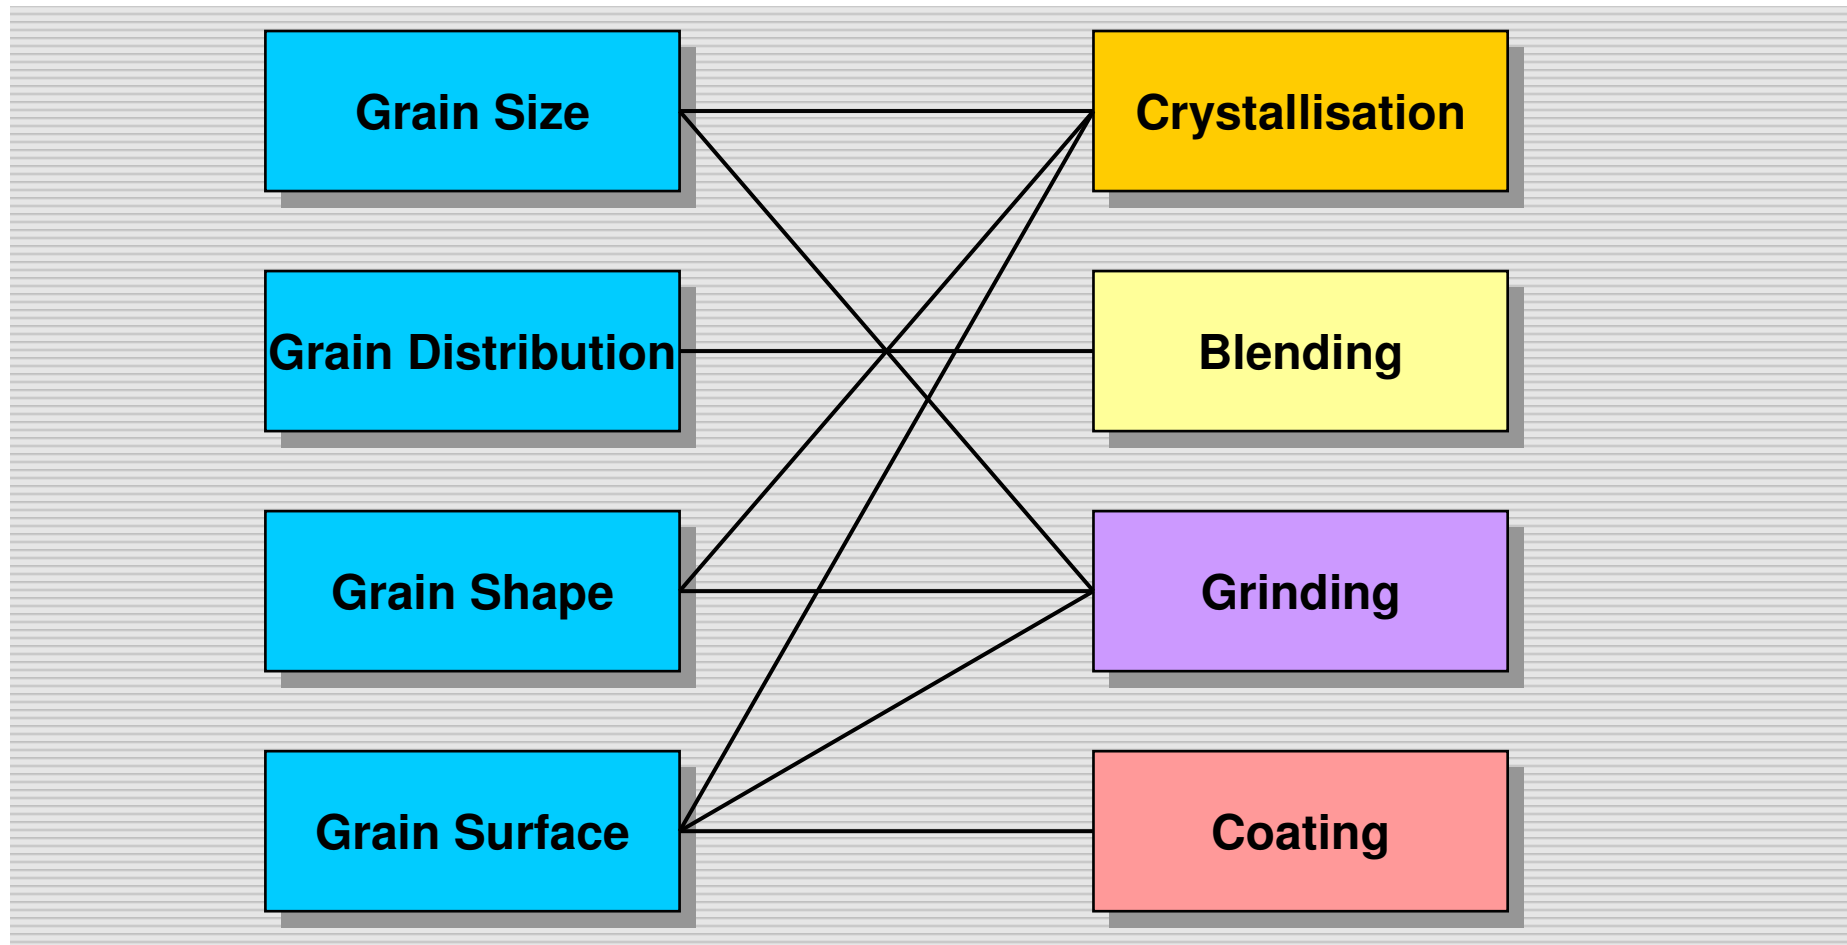 Grain Size
Crystallisation
Grain Distribution
Blending
Grain Shape
Grinding
Grain Surface
Coating